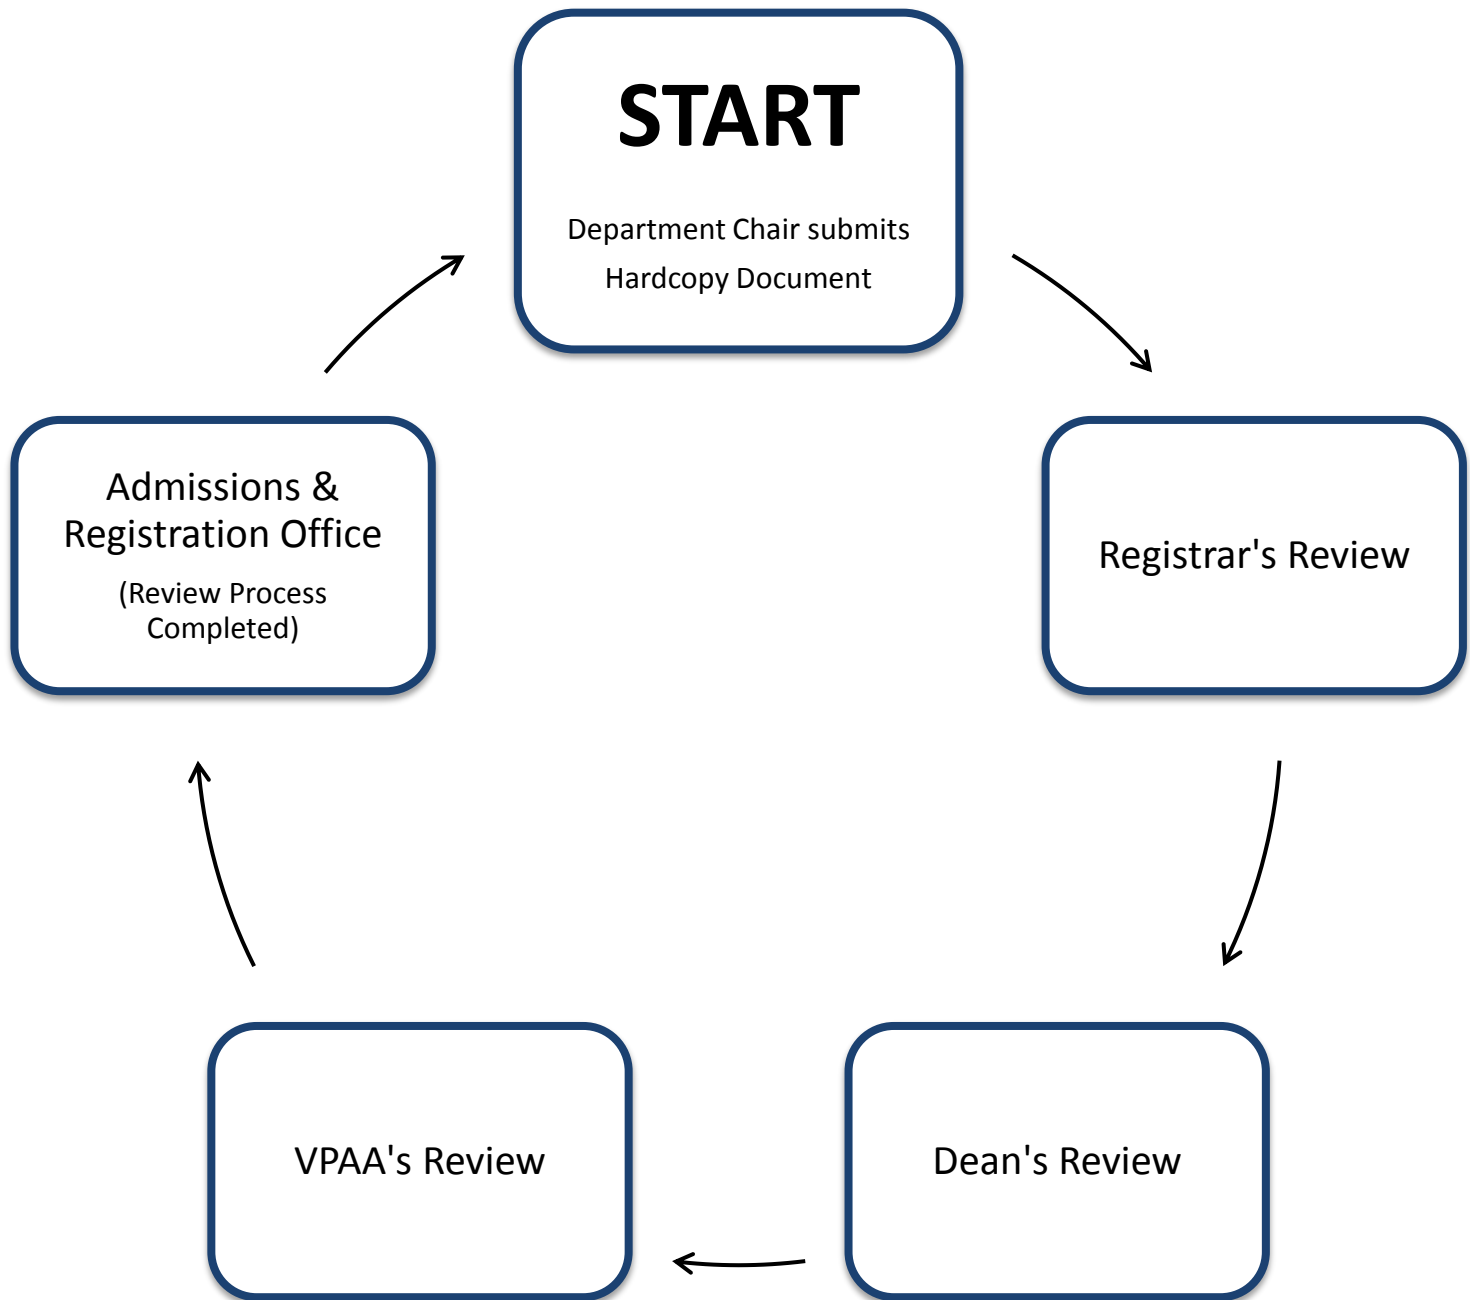 START
Department Chair submits
Hardcopy Document
Registrar's Review
Dean's Review
VPAA's Review
Admissions &
Registration Office
(Review Process
Completed)